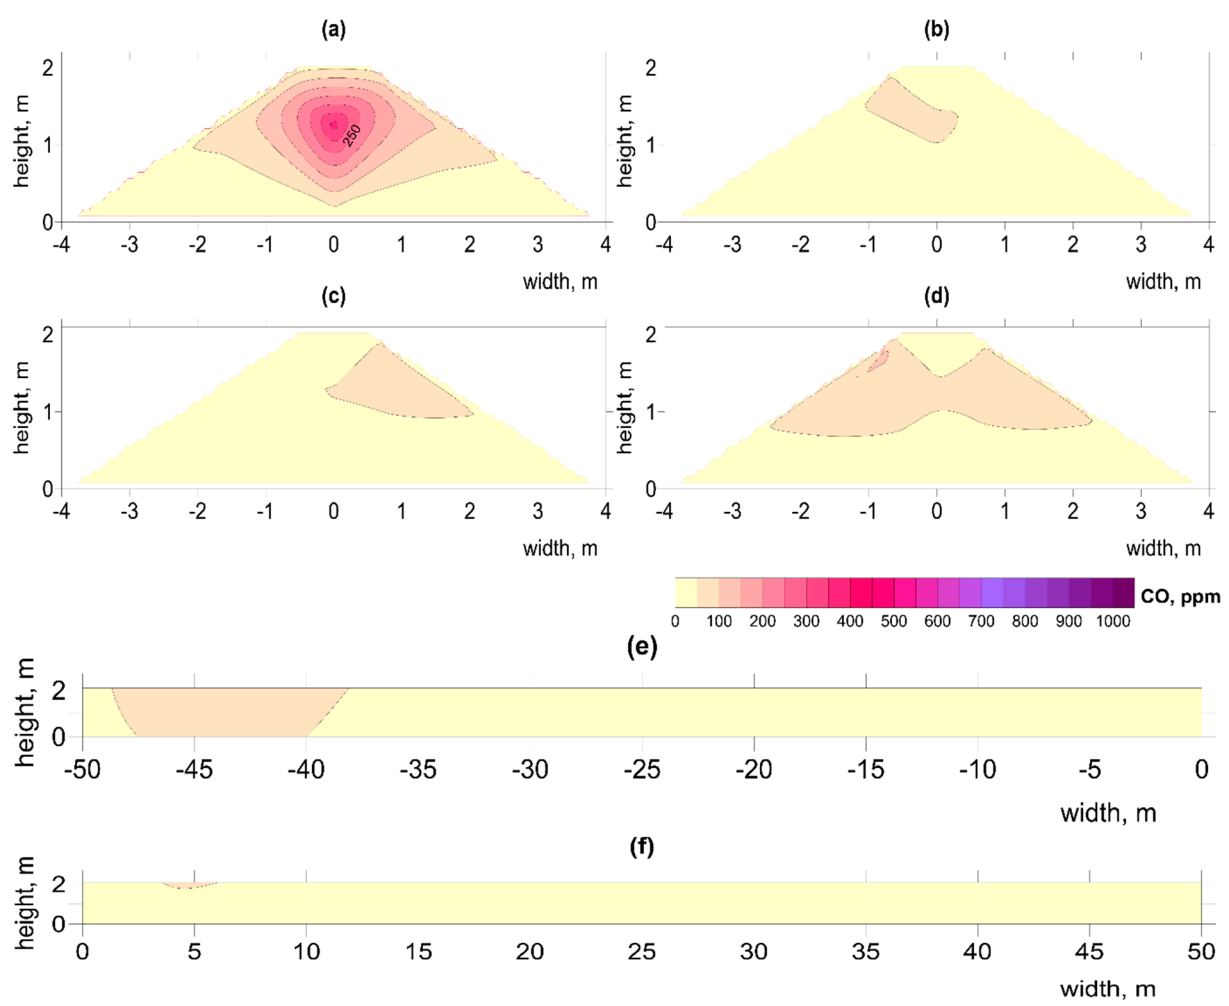 (a)
(b)
height, m
2
1
0
250
-4 -3 -2 -1 0 1 2 3 4
width, m
height, m
2
1
0
-4 -3 -2 -1 0 1 2 3 4
width, m
(c)
(d)
height, m
2
1
0
-4 -3 -2 -1 0 1 2 3 4
width, m
height, m
2
1
0
-4 -3 -2 -1 0 1 2 3 4
width, m
CO, ppm
0 100 200 300 400 500 600 700 800 900 1000
(e)
height, m
2
0
-50 -45 -40 -35 -30 -25 -20 -15 -10 -5 0
width, m
(f)
height, m
2
0
0 5 10 15 20 25 30 35 40 45 50
width, m